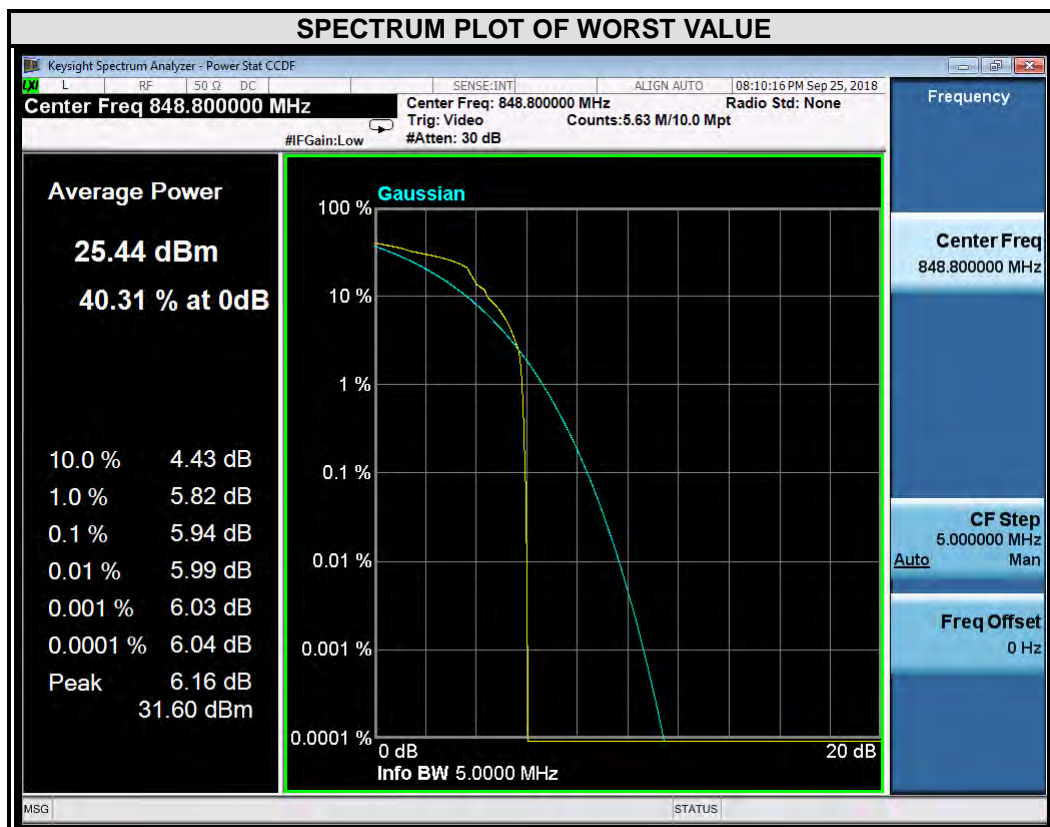 SPECTRUM PLOT OF WORST VALUE
Keysight Spectrum Analyzer - Power Stat CCDF
LXI L RF 50 Ω DC SENSE:INT ALIGN AUTO 08:10:16 PM Sep 25, 2018
Center Freq 848.800000 MHz
Center Freq: 848.800000 MHz Radio Std: None
Trig: Video Counts:5.63 M/10.0 Mpt
#IFGain:Low #Atten: 30 dB
Average Power
25.44 dBm
40.31 % at 0dB
10.0 % 4.43 dB
1.0 % 5.82 dB
0.1 % 5.94 dB
0.01 % 5.99 dB
0.001 % 6.03 dB
0.0001 % 6.04 dB
Peak 6.16 dB
31.60 dBm
Gaussian
100 %
10 %
1 %
0.1 %
0.01 %
0.001 %
0.0001 %
0 dB 20 dB
Info BW 5.0000 MHz
Frequency
Center Freq
848.800000 MHz
CF Step
5.000000 MHz
Auto Man
Freq Offset
0 Hz
MSG STATUS